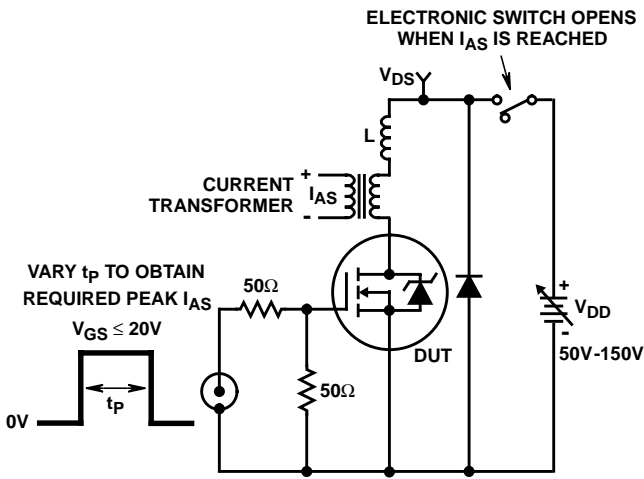 ELECTRONIC SWITCH OPENS
WHEN IAS IS REACHED
VDS
L
+
CURRENT
TRANSFORMER
IAS
-
VARY tP TO OBTAIN
REQUIRED PEAK IAS
50Ω
VGS ≤ 20V
+
VDD
-
DUT
50V-150V
50Ω
tP
0V